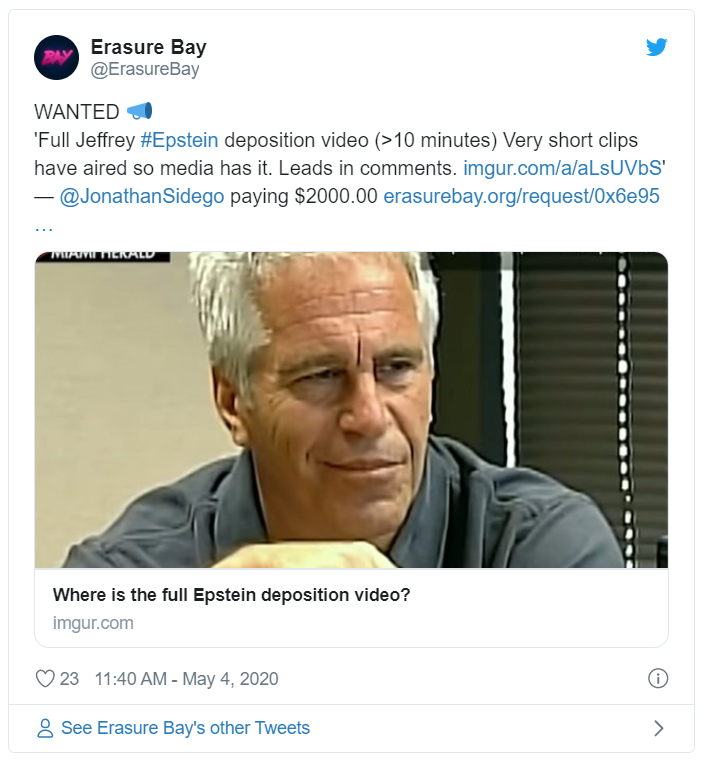 BAY
Erasure Bay
@ErasureBay
WANTED
'Full Jeffrey #Epstein deposition video (>10 minutes) Very short clips
have aired so media has it. Leads in comments. imgur.com/a/aLsUVbS'
— @JonathanSidego paying $2000.00 erasurebay.org/request/0x6e95
…
MIAMI HERALD
Where is the full Epstein deposition video?
imgur.com
23 11:40 AM - May 4, 2020
See Erasure Bay's other Tweets